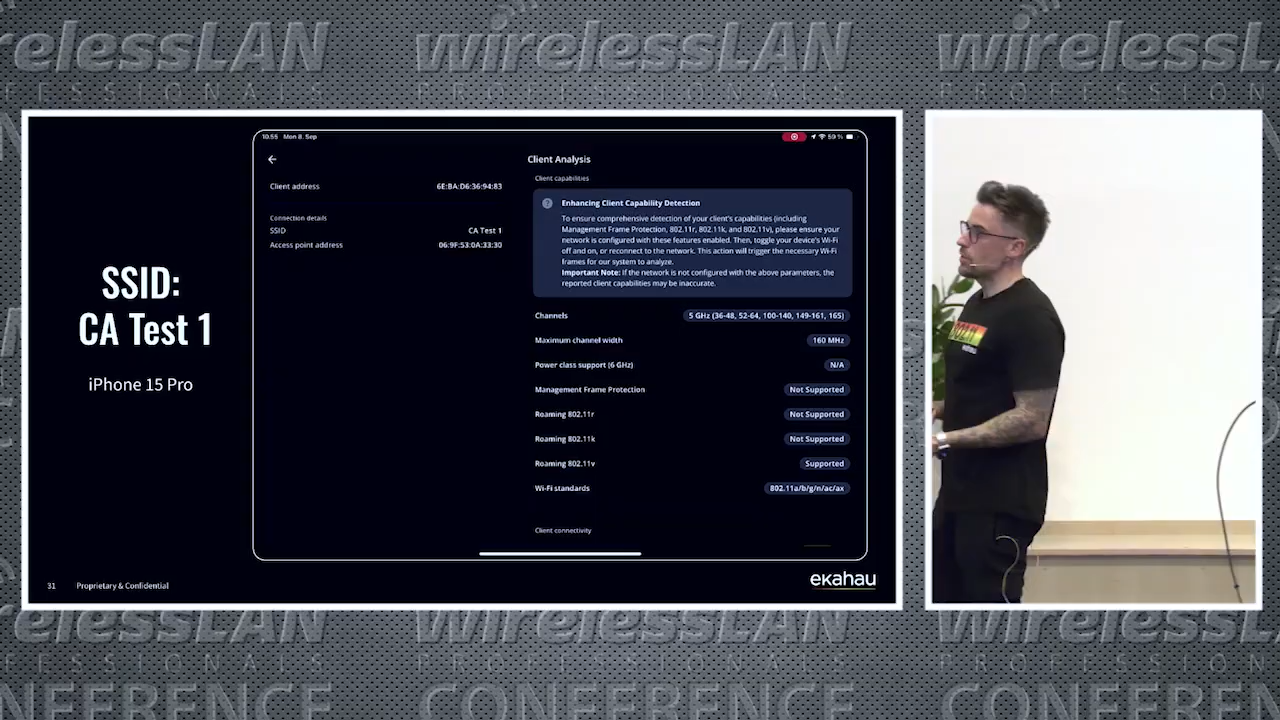 wirelessLAN
PROFESSIONALS
CONFERENCE
SSID:
CA Test 1
iPhone 15 Pro
10.55 Mon 8. Sep
59 %
Client Analysis
Client address 6E:BA:D6:36:94:83
Connection details
SSID CA Test 1
Access point address 06:9F:53:0A:33:30
Client capabilities
Enhancing Client Capability Detection
To ensure comprehensive detection of your client's capabilities (including
Management Frame Protection, 802.11r, 802.11k, and 802.11v), please ensure your
network is configured with these features enabled. Then, toggle your device's Wi-Fi
off and on, or reconnect to the network. This action will trigger the necessary Wi-Fi
frames for our system to analyze.
Important Note: If the network is not configured with the above parameters, the
reported client capabilities may be inaccurate.
Channels 5 GHz (36-48, 52-64, 100-140, 149-161, 165)
Maximum channel width 160 MHz
Power class support (6 GHz) N/A
Management Frame Protection Not Supported
Roaming 802.11r Not Supported
Roaming 802.11k Not Supported
Roaming 802.11v Supported
Wi-Fi standards 802.11a/b/g/n/ac/ax
Client connectivity
31 Proprietary & Confidential
ekahau
wirelessLAN
PROFESSIONALS
CONFERENCE